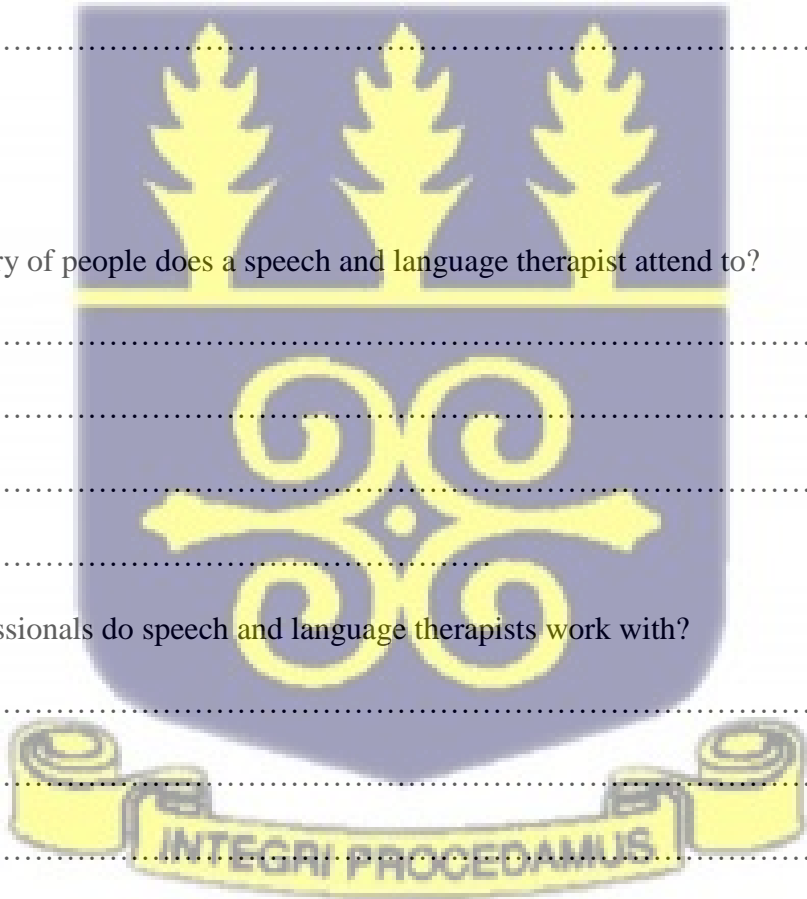 ................................................................................
ry of people does a speech and language therapist attend to?
................................................................................
................................................................................
................................................................................
.................................................
ssionals do speech and language therapists work with?
................................................................................
................................................................................
................................................................................
INTEGRI PROCEDAMUS